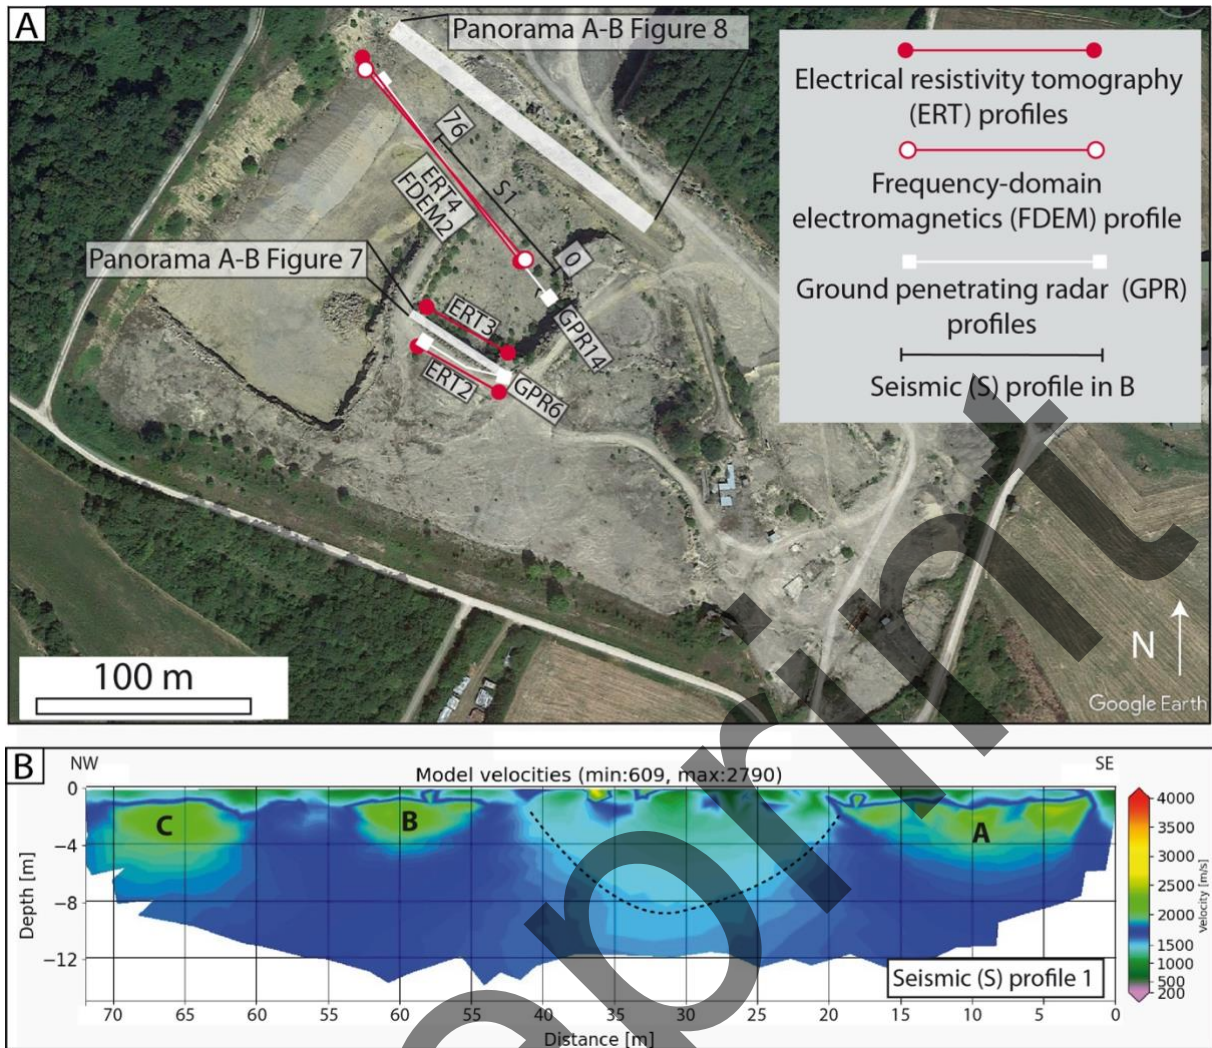 A
Panorama A-B Figure 8
Electrical resistivity tomography
(ERT) profiles
Frequency-domain
electromagnetics (FDEM) profile
Ground penetrating radar (GPR)
profiles
Seismic (S) profile in B
76
S1
ERT4
FDEM2
0
Panorama A-B Figure 7
ERT3
GPR14
ERT2
GPR6
100 m
N
Google Earth
B
NW
Model velocities (min:609, max:2790)
SE
0
−4
−8
−12
Depth [m]
C
B
A
4000
3500
3000
2500
2000
1500
1000
500
200
Velocity [m/s]
Seismic (S) profile 1
70 65 60 55 50 45 40 35 30 25 20 15 10 5 0
Distance [m]